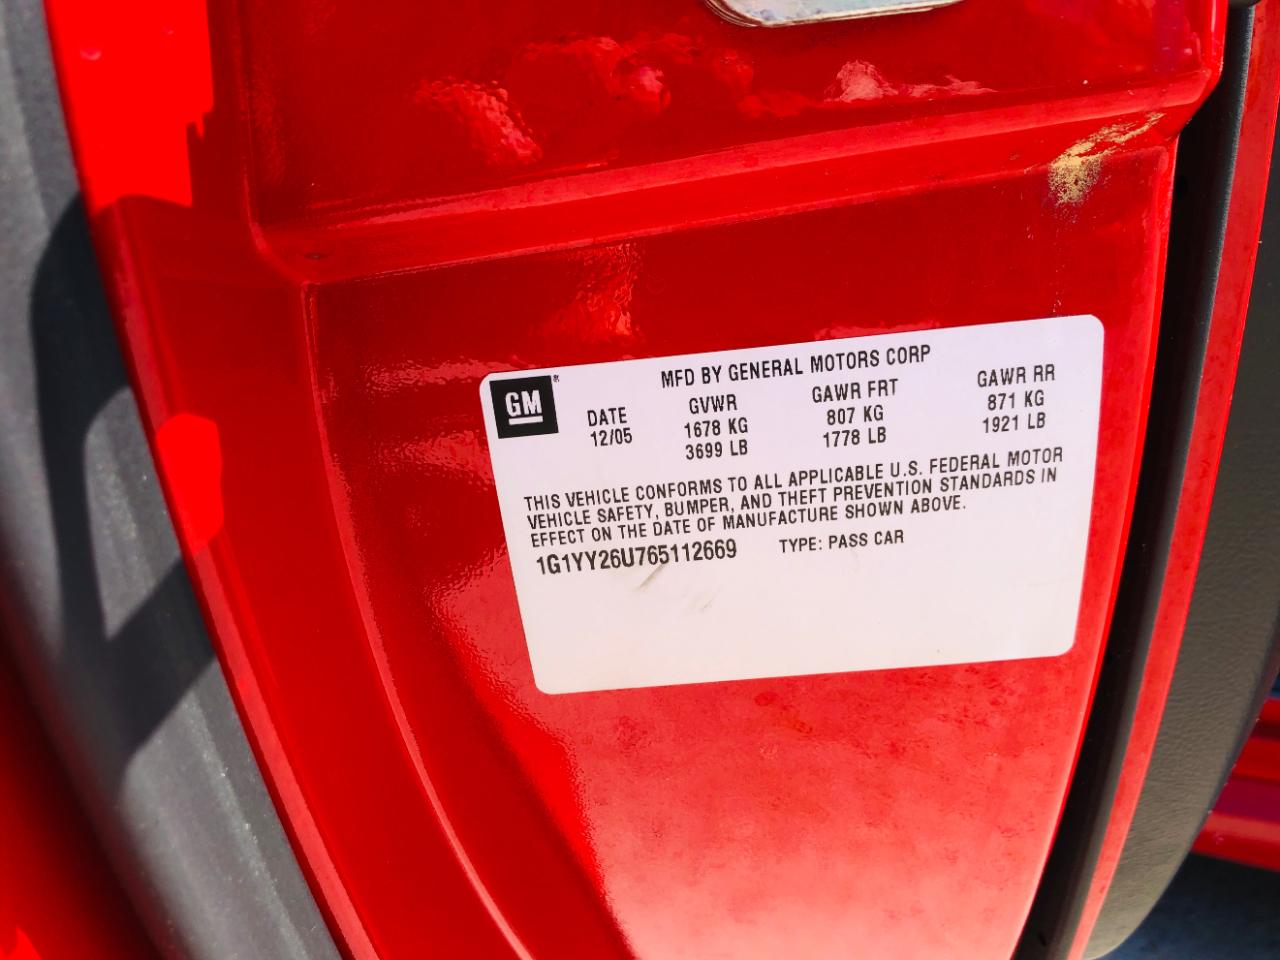 MFD BY GENERAL MOTORS CORP
GM®
DATE GVWR GAWR FRT GAWR RR
12/05 1678 KG 807 KG 871 KG
3699 LB 1778 LB 1921 LB
THIS VEHICLE CONFORMS TO ALL APPLICABLE U.S. FEDERAL MOTOR
VEHICLE SAFETY, BUMPER, AND THEFT PREVENTION STANDARDS IN
EFFECT ON THE DATE OF MANUFACTURE SHOWN ABOVE.
1G1YY26U765112669 TYPE: PASS CAR